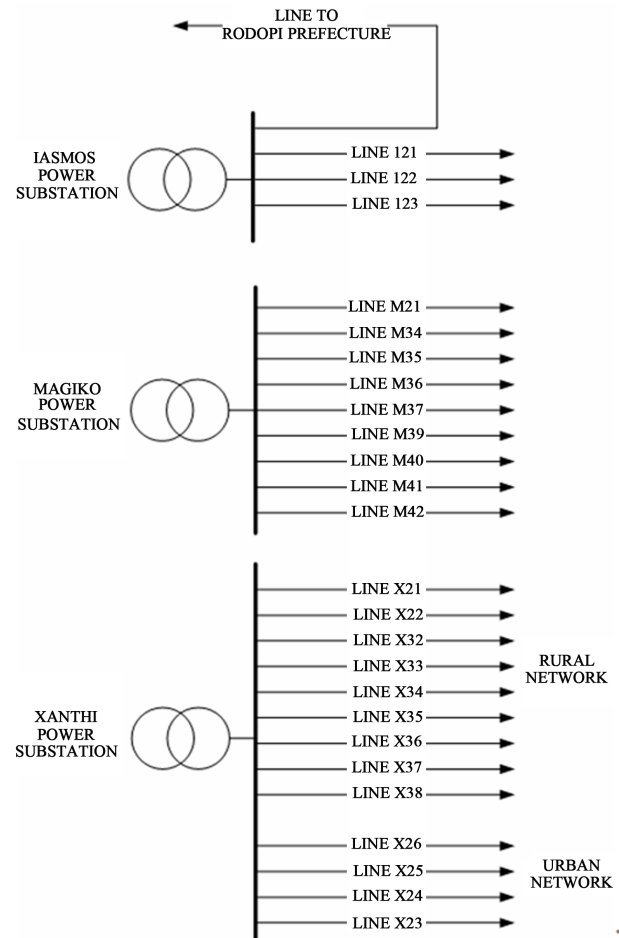 LINE TO
RODOPI PREFECTURE
IASMOS
POWER
SUBSTATION
LINE 121
LINE 122
LINE 123
MAGIKO
POWER
SUBSTATION
LINE M21
LINE M34
LINE M35
LINE M36
LINE M37
LINE M39
LINE M40
LINE M41
LINE M42
XANTHI
POWER
SUBSTATION
LINE X21
LINE X22
LINE X32
LINE X33
LINE X34
LINE X35
LINE X36
LINE X37
LINE X38
RURAL
NETWORK
LINE X26
LINE X25
LINE X24
LINE X23
URBAN
NETWORK